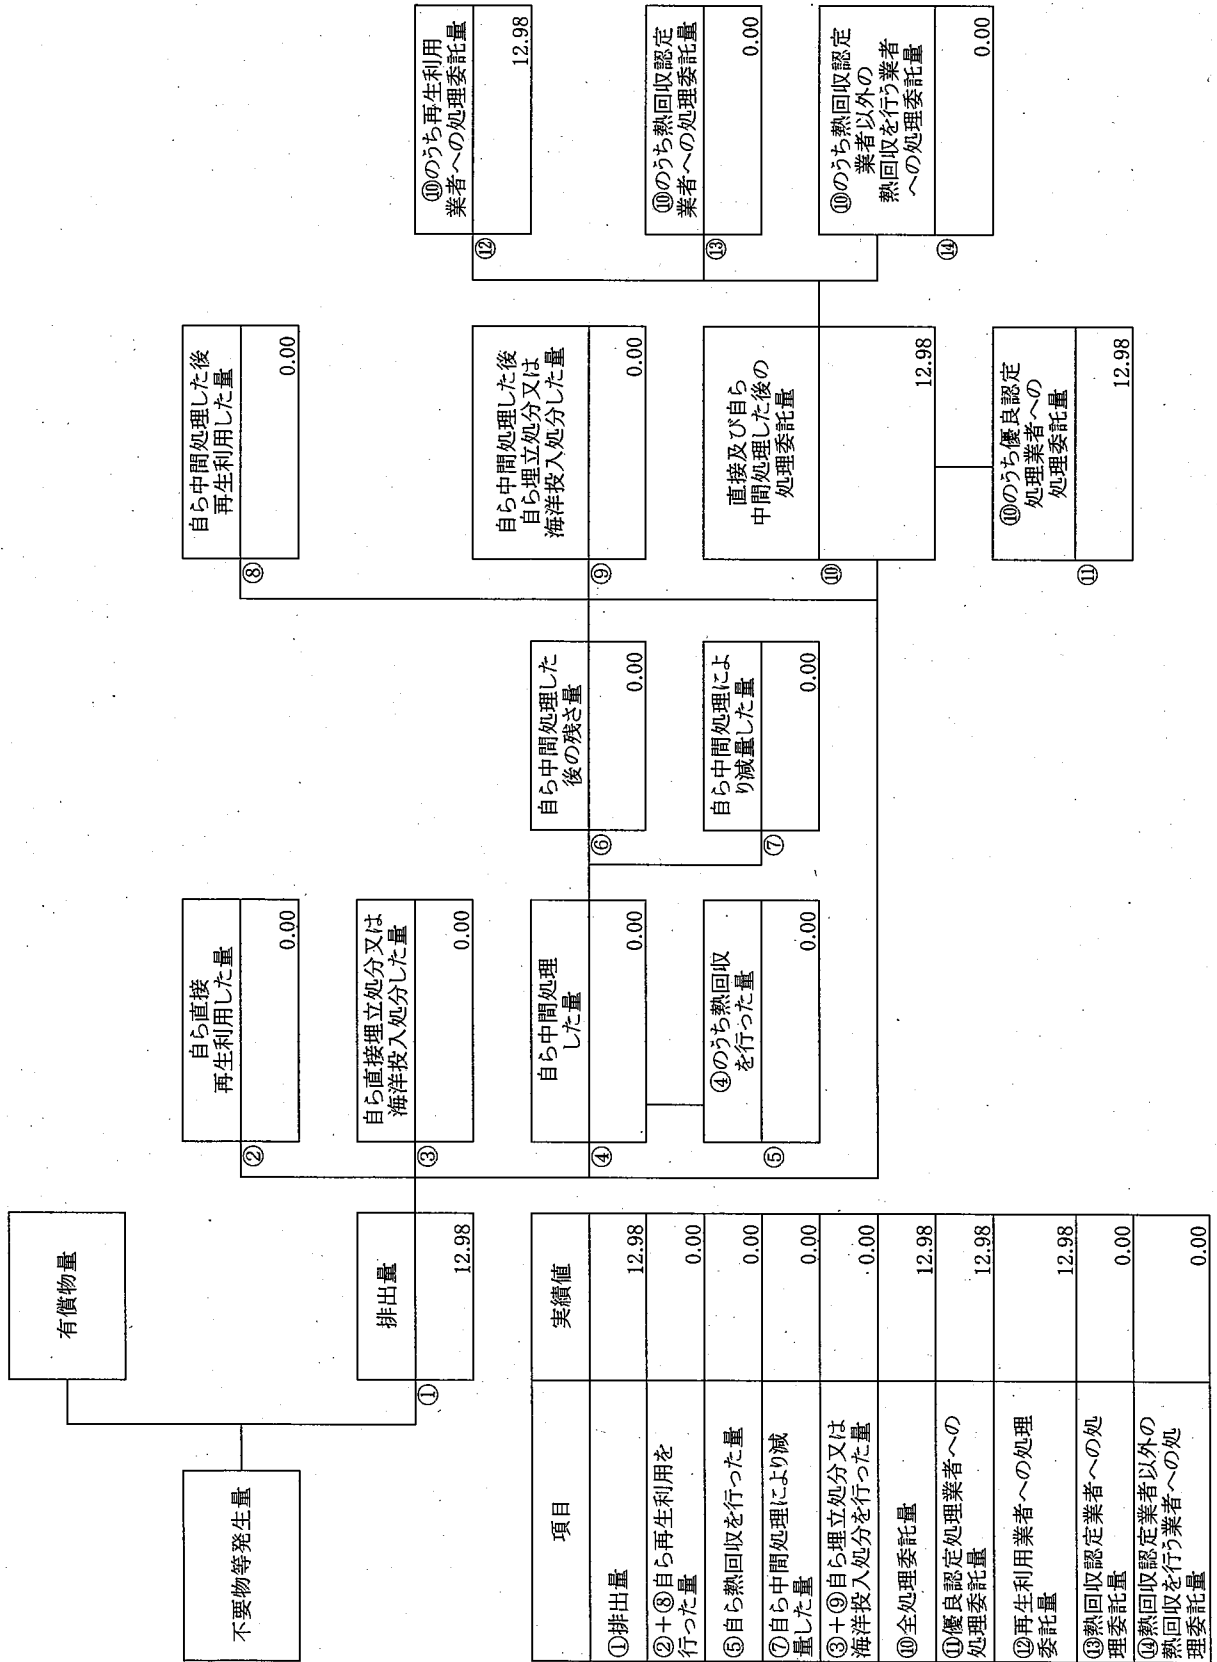 不要物等発生量
有償物量
①
排出量
12.98
②
自ら直接
再生利用した量
0.00
③
自ら直接埋立処分又は
海洋投入処分した量
0.00
④
自ら中間処理
した量
0.00
⑤
④のうち熱回収
を行った量
0.00
⑥
自ら中間処理した
後の残さ量
0.00
⑦
自ら中間処理によ
り減量した量
0.00
⑧
自ら中間処理した後
再生利用した量
0.00
⑨
自ら中間処理した後
自ら埋立処分又は
海洋投入処分した量
0.00
⑩
直接及び自ら
中間処理した後の
処理委託量
12.98
⑪
⑩のうち優良認定
処理業者への
処理委託量
12.98
⑫
⑩のうち再生利用
業者への処理委託量
12.98
⑬
⑩のうち熱回収認定
業者への処理委託量
0.00
⑭
⑩のうち熱回収認定
業者以外の
熱回収を行う業者
への処理委託量
0.00
項目
実績値
①排出量
12.98
②+⑧自ら再生利用を
行った量
0.00
⑤自ら熱回収を行った量
0.00
⑦自ら中間処理により減
量した量
0.00
③+⑨自ら埋立処分又は
海洋投入処分を行った量
0.00
⑩全処理委託量
12.98
⑪優良認定処理業者への
処理委託量
12.98
⑫再生利用業者への処理
委託量
12.98
⑬熱回収認定業者への処
理委託量
0.00
⑭熱回収認定業者以外の
熱回収を行う業者への処
理委託量
0.00